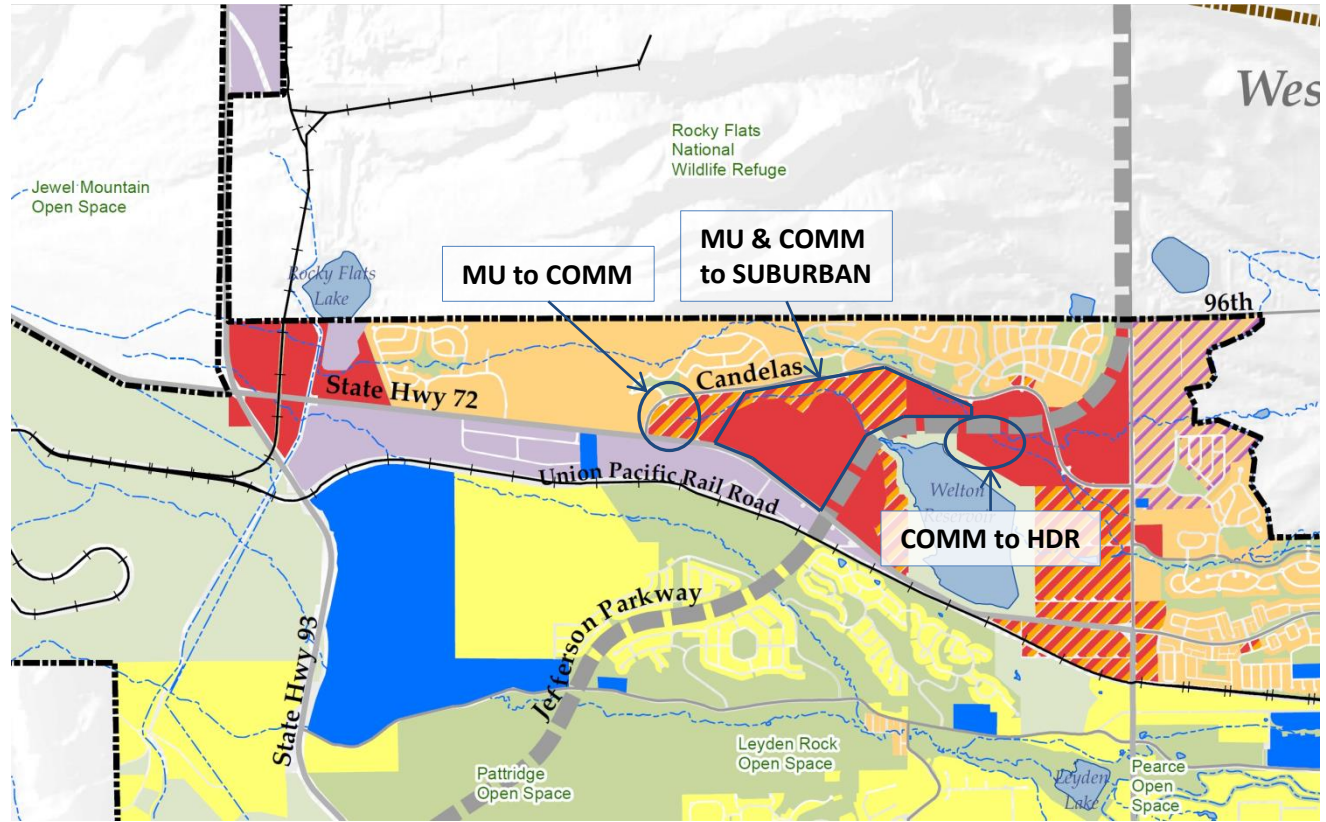 Wes
Rocky Flats
National
Wildlife Refuge
Jewel Mountain
Open Space
MU & COMM
to SUBURBAN
MU to COMM
Rocky Flats
Lake
96th
Candelas
State Hwy 72
Union Pacific Rail Road
Welton
Reservoir
COMM to HDR
Jefferson Parkway
State Hwy 93
Leyden Rock
Open Space
Pattridge
Open Space
Leyden
Lake
Pearce
Open
Space